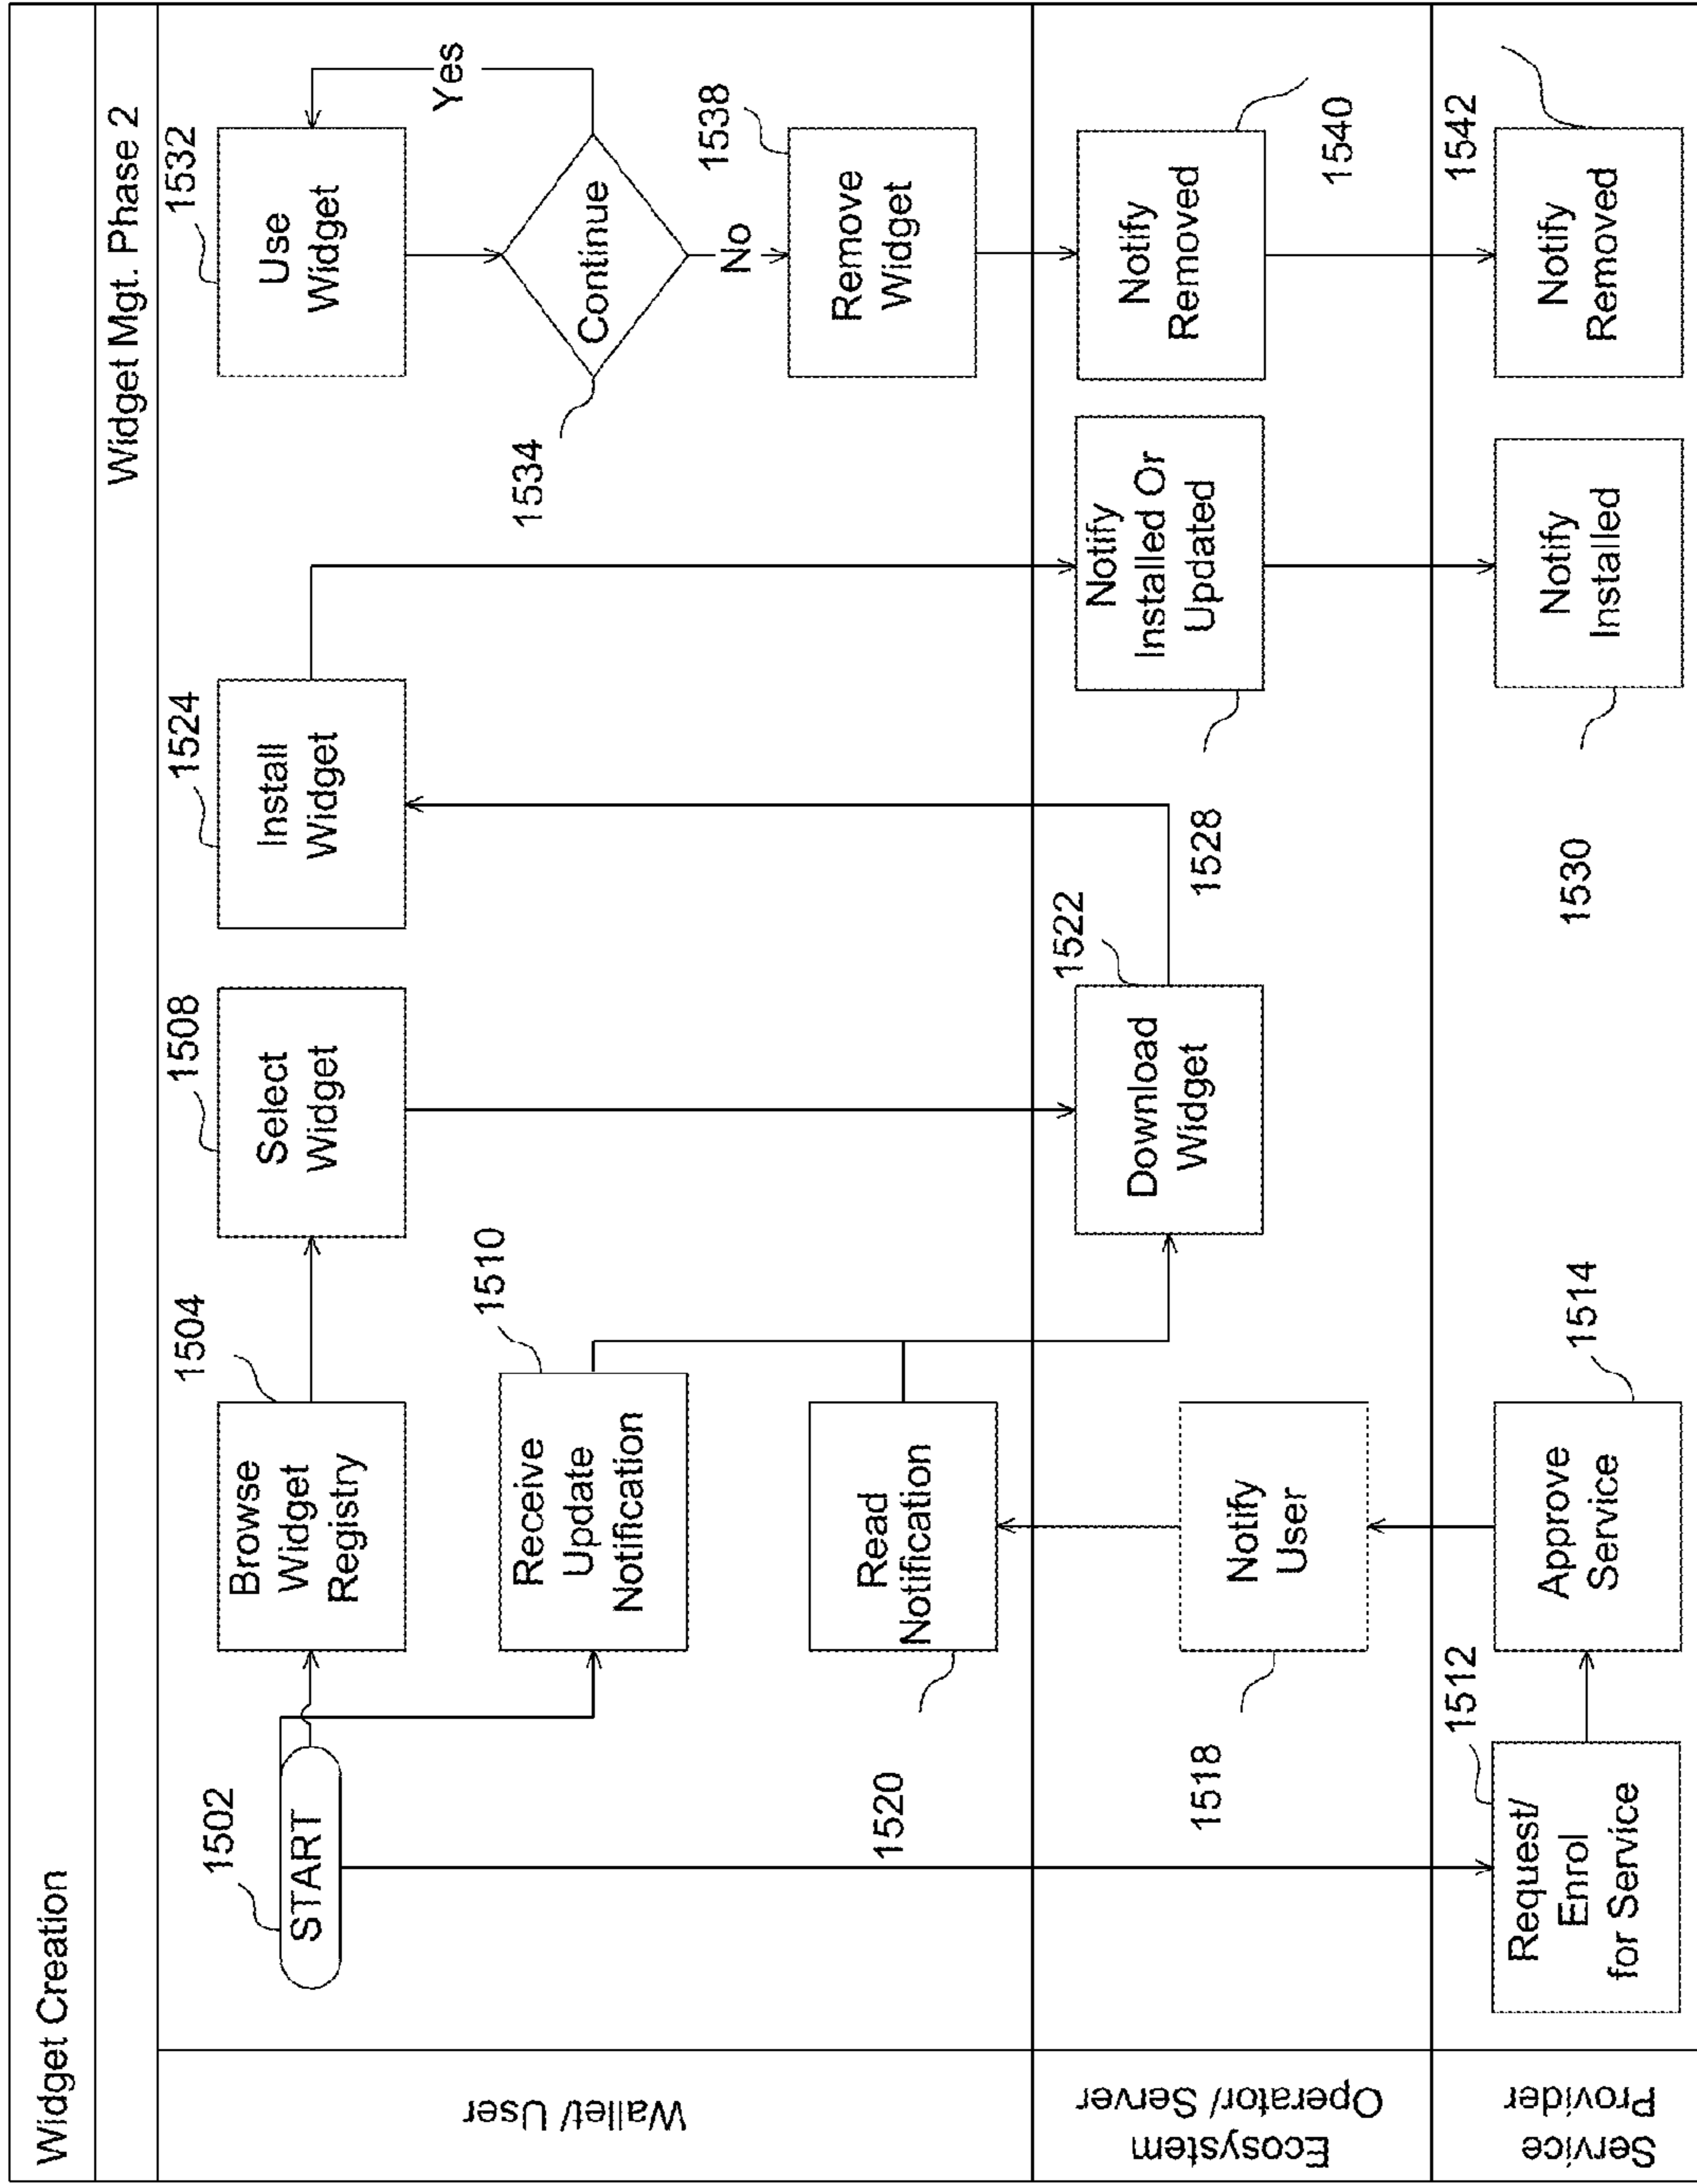 Widget Creation
Widget Mgt. Phase 2
Wallet/ User
1502
START
1504
Browse
Widget
Registry
1508
Select
Widget
1524
Install
Widget
1532
Use
Widget
Yes
1510
Receive
Update
Notification
1534
Continue
No
1520
Read
Notification
1538
Remove
Widget
Ecosystem
Operator/ Server
1518
Notify
User
1522
Download
Widget
1528
Notify
Installed Or
Updated
Notify
Removed
1540
Service
Provider
1512
Request/
Enrol
for Service
1514
Approve
Service
1530
Notify
Installed
1542
Notify
Removed